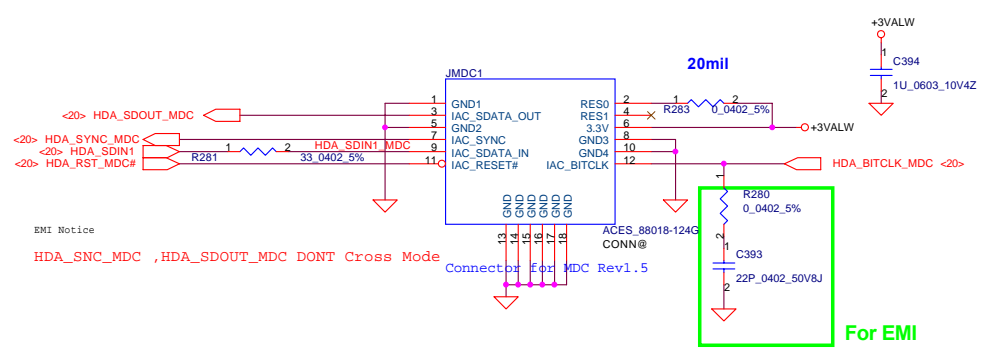 +3VALW
1
C394
1U_0603_10V4Z
2
20mil
JMDC1
1 GND1
3 IAC_SDATA_OUT
5 GND2
7 IAC_SYNC
9 IAC_SDATA_IN
11 IAC_RESET#
RES0 2
RES1 4
3.3V 6
GND3 8
GND4 10
IAC_BITCLK 12
GND GND GND GND GND GND
13 14 15 16 17 18
1 2
R283 0_0402_5%
+3VALW
<20> HDA_SDOUT_MDC
<20> HDA_SYNC_MDC
<20> HDA_SDIN1
<20> HDA_RST_MDC#
1 2 HDA_SDIN1_MDC
R281 33_0402_5%
HDA_BITCLK_MDC <20>
1
R280
0_0402_5%
2
1
C393
22P_0402_50V8J
2
ACES_88018-124G
CONN@
EMI Notice
HDA_SNC_MDC ,HDA_SDOUT_MDC DONT Cross Mode
Connector for MDC Rev1.5
For EMI